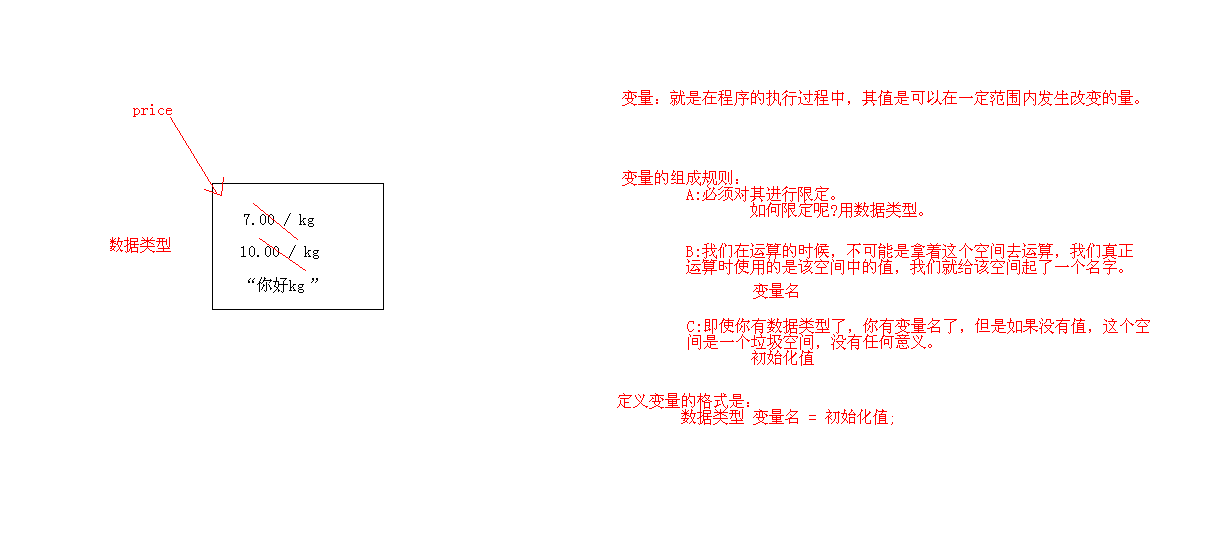 price
数据类型
7.00 / kg
10.00 / kg
“你好kg ”
变量：就是在程序的执行过程中，其值是可以在一定范围内发生改变的量。
变量的组成规则：
A:必须对其进行限定。
如何限定呢?用数据类型。
B:我们在运算的时候，不可能是拿着这个空间去运算，我们真正
运算时使用的是该空间中的值，我们就给该空间起了一个名字。
变量名
C:即使你有数据类型了，你有变量名了，但是如果没有值，这个空
间是一个垃圾空间，没有任何意义。
初始化值
定义变量的格式是：
数据类型 变量名 = 初始化值;